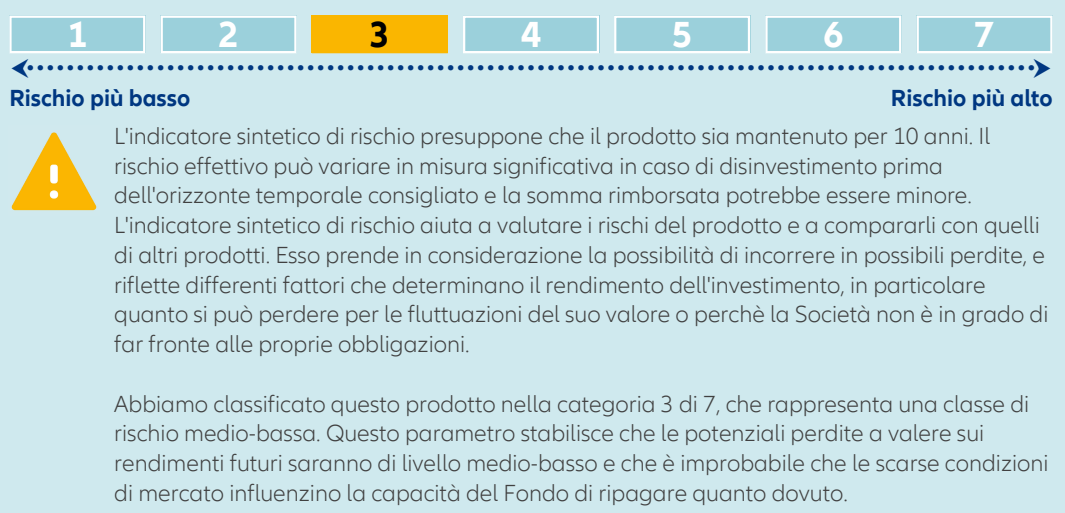 1 2 3 4 5 6 7
Rischio più basso Rischio più alto
L'indicatore sintetico di rischio presuppone che il prodotto sia mantenuto per 10 anni. Il
rischio effettivo può variare in misura significativa in caso di disinvestimento prima
dell'orizzonte temporale consigliato e la somma rimborsata potrebbe essere minore.
L'indicatore sintetico di rischio aiuta a valutare i rischi del prodotto e a compararli con quelli
di altri prodotti. Esso prende in considerazione la possibilità di incorrere in possibili perdite, e
riflette differenti fattori che determinano il rendimento dell'investimento, in particolare
quanto si può perdere per le fluttuazioni del suo valore o perchè la Società non è in grado di
far fronte alle proprie obbligazioni.
Abbiamo classificato questo prodotto nella categoria 3 di 7, che rappresenta una classe di
rischio medio-bassa. Questo parametro stabilisce che le potenziali perdite a valere sui
rendimenti futuri saranno di livello medio-basso e che è improbabile che le scarse condizioni
di mercato influenzino la capacità del Fondo di ripagare quanto dovuto.